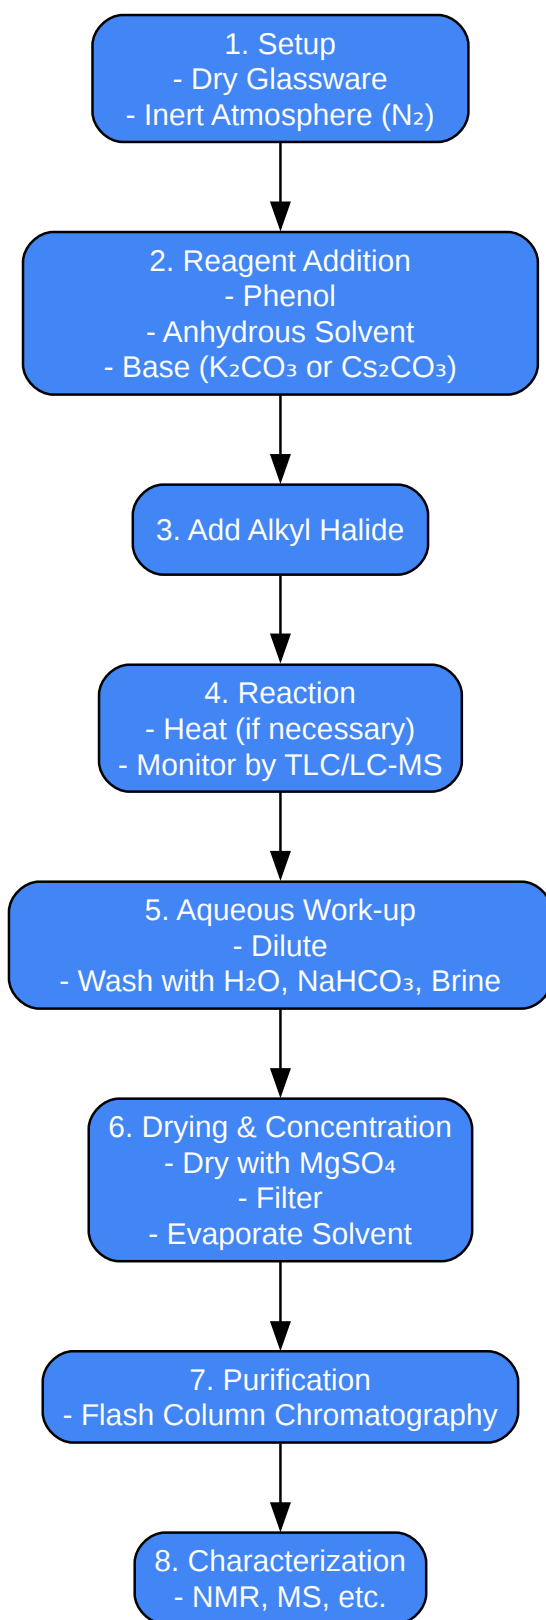 1. Setup
- Dry Glassware
- Inert Atmosphere (N₂)
2. Reagent Addition
- Phenol
- Anhydrous Solvent
- Base (K₂CO₃ or Cs₂CO₃)
3. Add Alkyl Halide
4. Reaction
- Heat (if necessary)
- Monitor by TLC/LC-MS
5. Aqueous Work-up
- Dilute
- Wash with H₂O, NaHCO₃, Brine
6. Drying & Concentration
- Dry with MgSO₄
- Filter
- Evaporate Solvent
7. Purification
- Flash Column Chromatography
8. Characterization
- NMR, MS, etc.